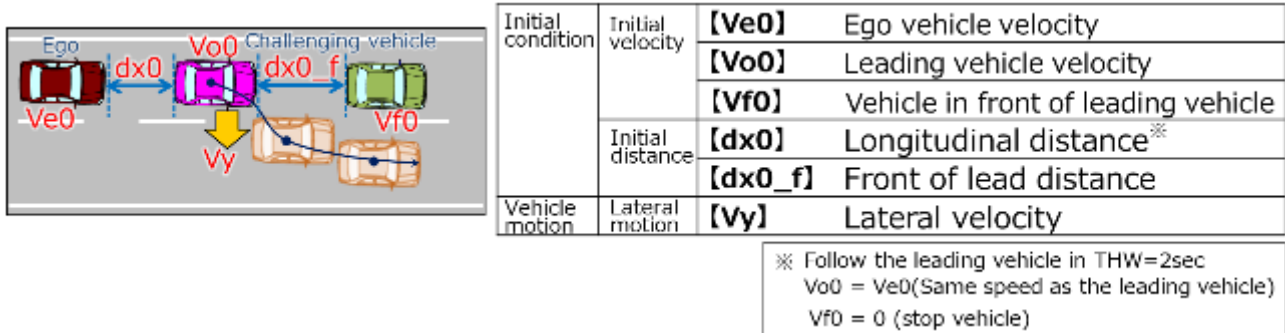 Ego
Vo0
Challenging vehicle
dx0
dx0_f
Ve0
Vf0
Vy
Initial condition
Initial velocity
【Ve0】 Ego vehicle velocity
【Vo0】 Leading vehicle velocity
【Vf0】 Vehicle in front of leading vehicle
Initial distance
【dx0】 Longitudinal distance※
【dx0_f】 Front of lead distance
Vehicle motion
Lateral motion
【Vy】 Lateral velocity
※ Follow the leading vehicle in THW=2sec
Vo0 = Ve0(Same speed as the leading vehicle)
Vf0 = 0 (stop vehicle)